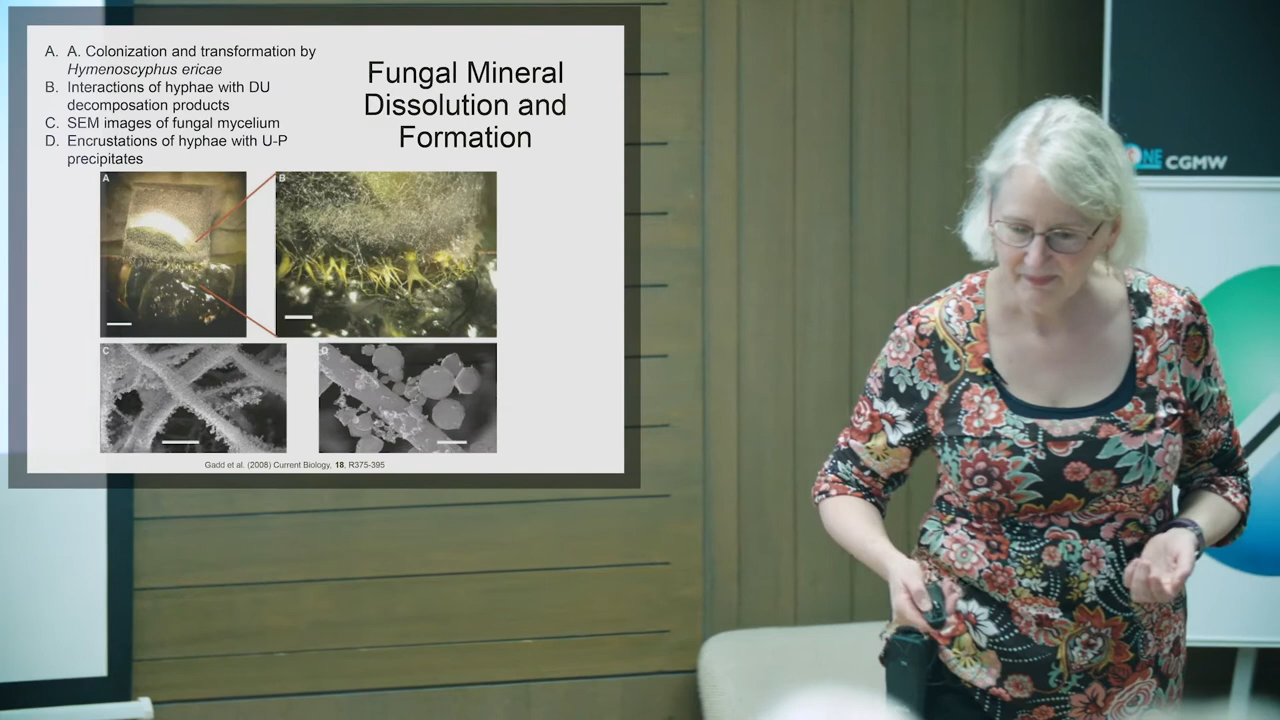 A. A. Colonization and transformation by
Hymenoscyphus ericae
B. Interactions of hyphae with DU
decomposation products
C. SEM images of fungal mycelium
D. Encrustations of hyphae with U-P
precipitates
Fungal Mineral
Dissolution and
Formation
A
B
C
D
Gadd et al. (2008) Current Biology, 18, R375-395
NE
CGMW